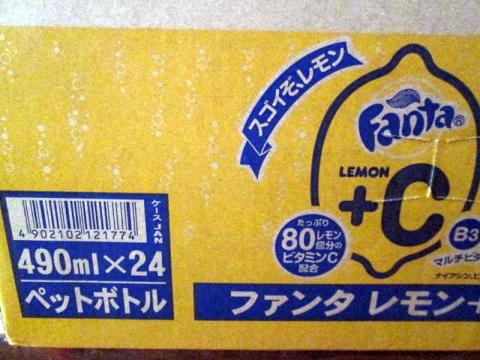 スゴイぞ、レモン
Fanta®
LEMON
+C
たっぷり
80レモン
個分の
ビタミンC
配合
B3
マルチビタ
ナイアシン、ビ
ケースJAN
4902102121774
490ml×24
ペットボトル
ファンタ レモン+